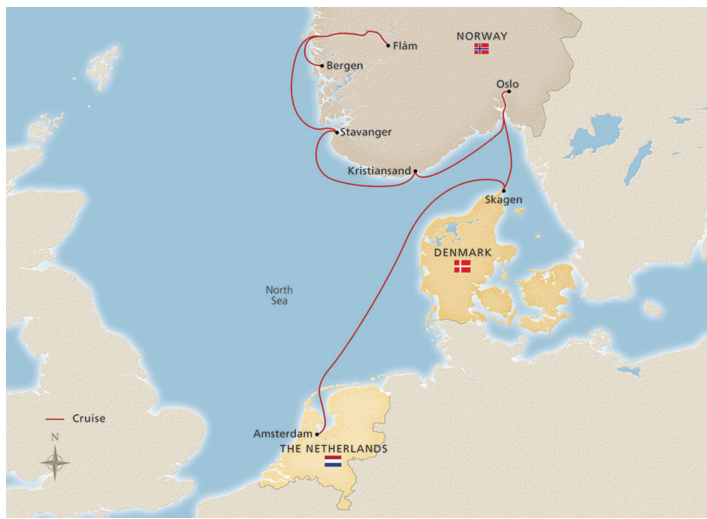 NORWAY
Flåm
Bergen
Oslo
Stavanger
Kristiansand
Skagen
DENMARK
North
Sea
Cruise
N
Amsterdam
THE NETHERLANDS